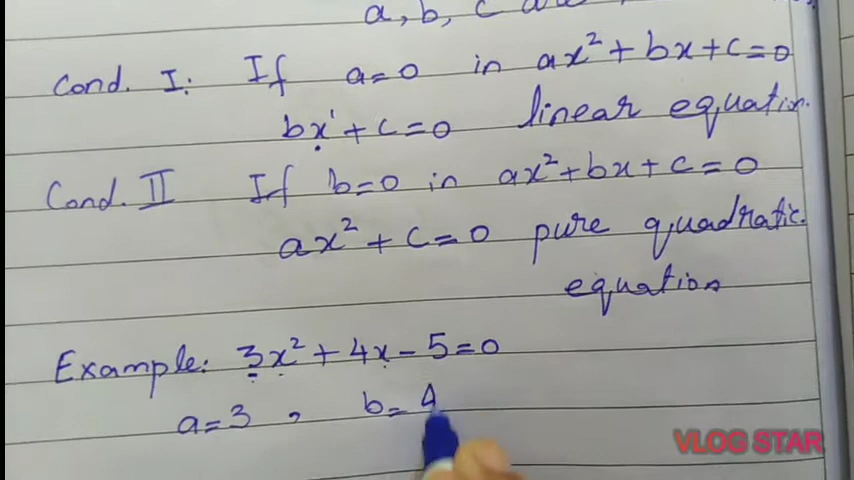 a, b, c are
Cond. I: If a=0 in ax²+bx+c=0
bx¹+c=0 linear equation.
Cond. II If b=0 in ax²+bx+c=0
ax²+c=0 pure quadratic
equation
Example: 3x²+4x-5=0
a=3, b=4
VLOG STAR